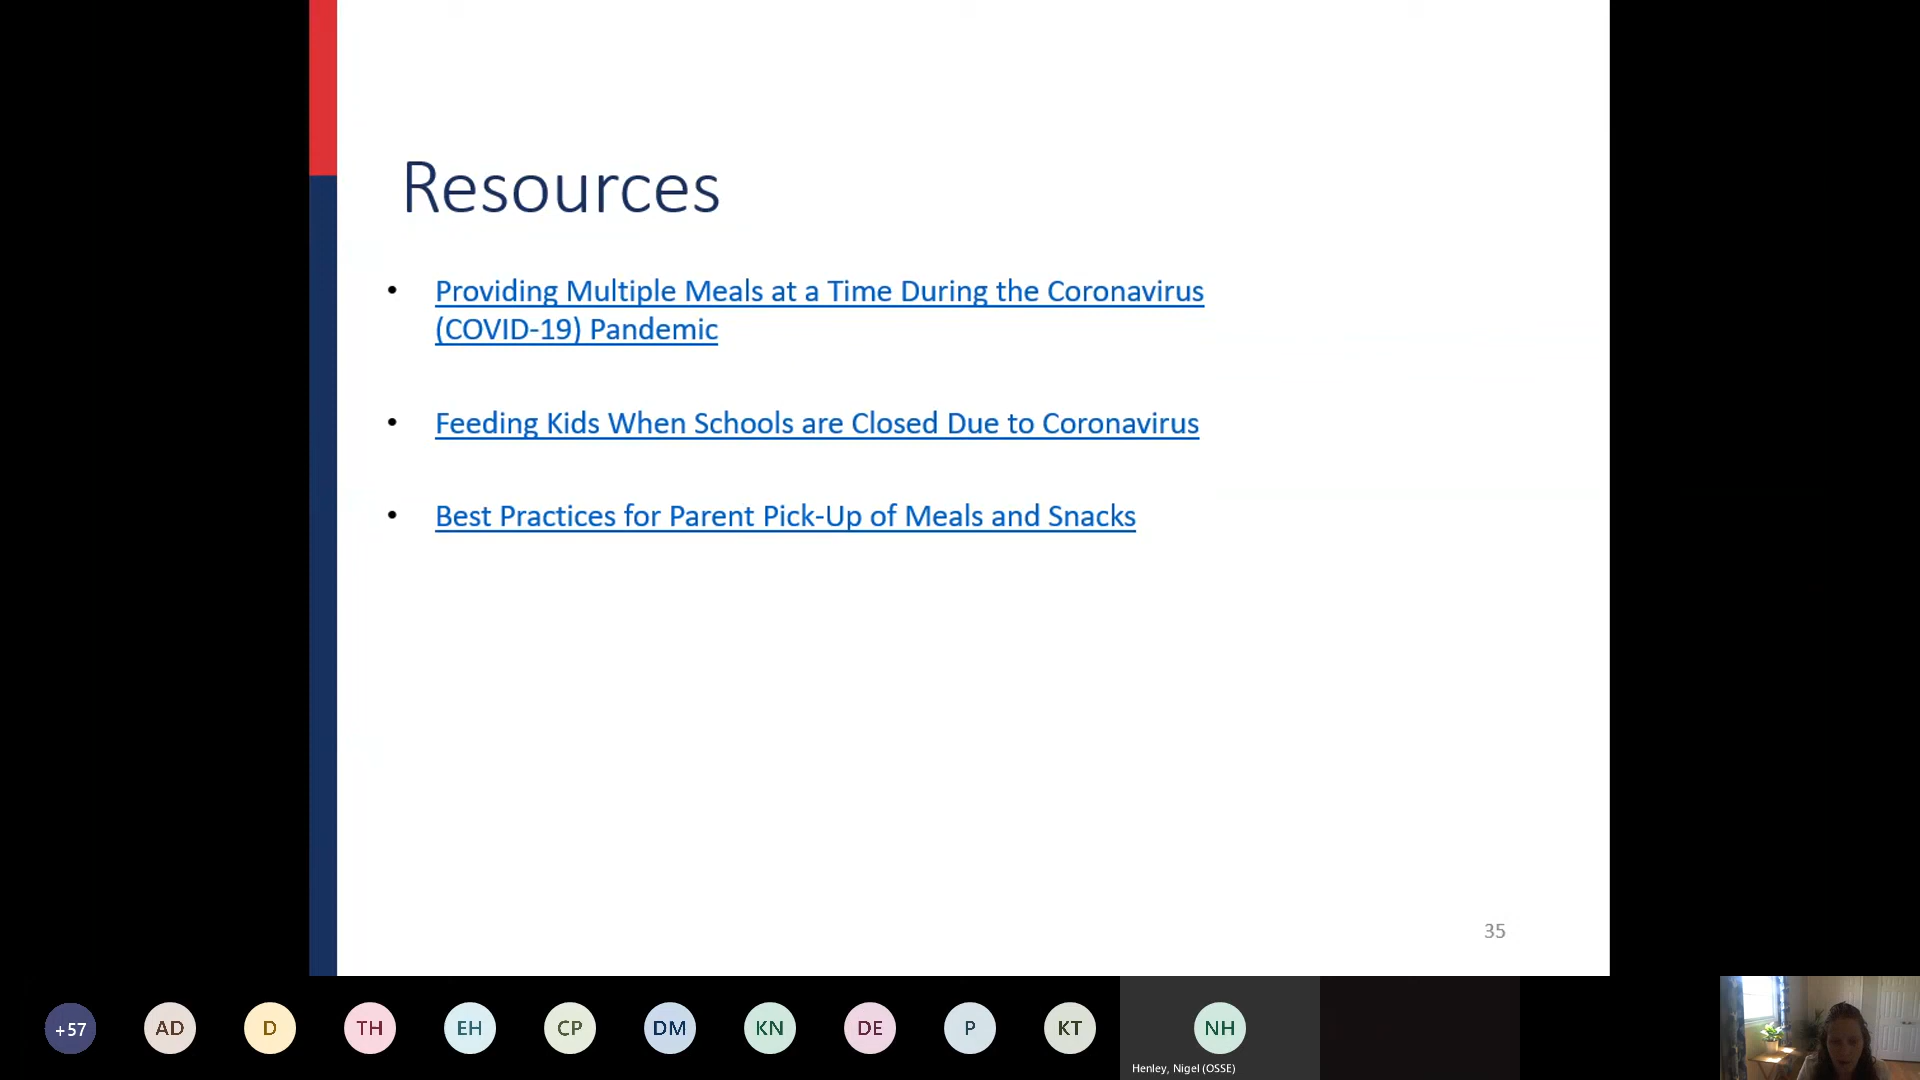 Resources
• Providing Multiple Meals at a Time During the Coronavirus
(COVID-19) Pandemic
• Feeding Kids When Schools are Closed Due to Coronavirus
• Best Practices for Parent Pick-Up of Meals and Snacks
35
+57
AD
D
TH
EH
CP
DM
KN
DE
P
KT
NH
Henley, Nigel (OSSE)